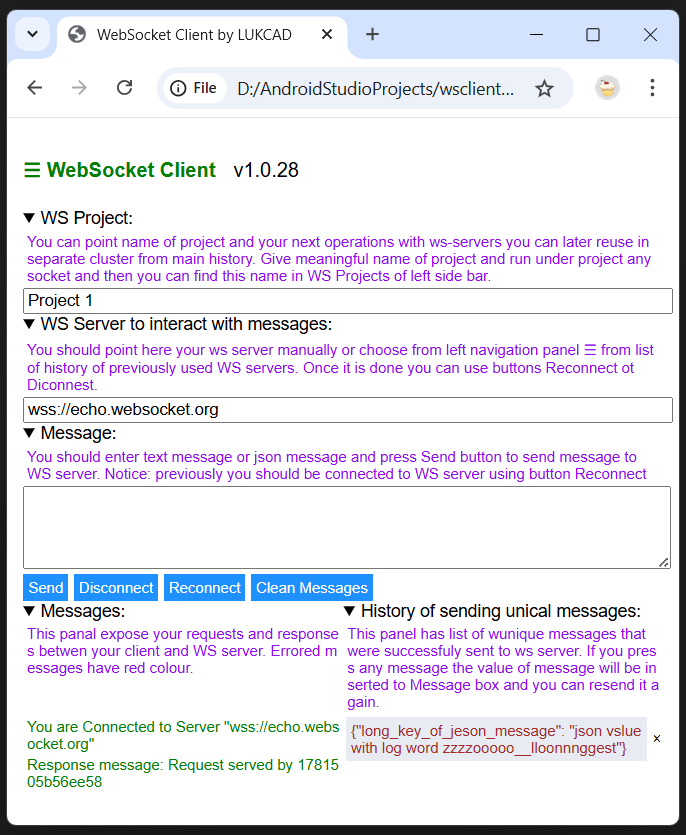 WebSocket Client by LUKCAD
File
D:/AndroidStudioProjects/wsclient...
☰ WebSocket Client v1.0.28
▼ WS Project:
You can point name of project and your next operations with ws-servers you can later reuse in
separate cluster from main history. Give meaningful name of project and run under project any
socket and then you can find this name in WS Projects of left side bar.
Project 1
▼ WS Server to interact with messages:
You should point here your ws server manually or choose from left navigation panel ☰ from list
of history of previously used WS servers. Once it is done you can use buttons Reconnect ot
Diconnest.
wss://echo.websocket.org
▼ Message:
You should enter text message or json message and press Send button to send message to
WS server. Notice: previously you should be connected to WS server using button Reconnect
Send
Disconnect
Reconnect
Clean Messages
▼ Messages:
This panal expose your requests and response
s betwen your client and WS server. Errored m
essages have red colour.
You are Connected to Server "wss://echo.webs
ocket.org"
Response message: Request served by 17815
05b56ee58
▼ History of sending unical messages:
This panel has list of wunique messages that
were successfuly sent to ws server. If you pres
s any message the value of message will be in
serted to Message box and you can resend it a
gain.
{"long_key_of_jeson_message": "json vslue
with log word zzzzooooo__lloonnnggest"}
×